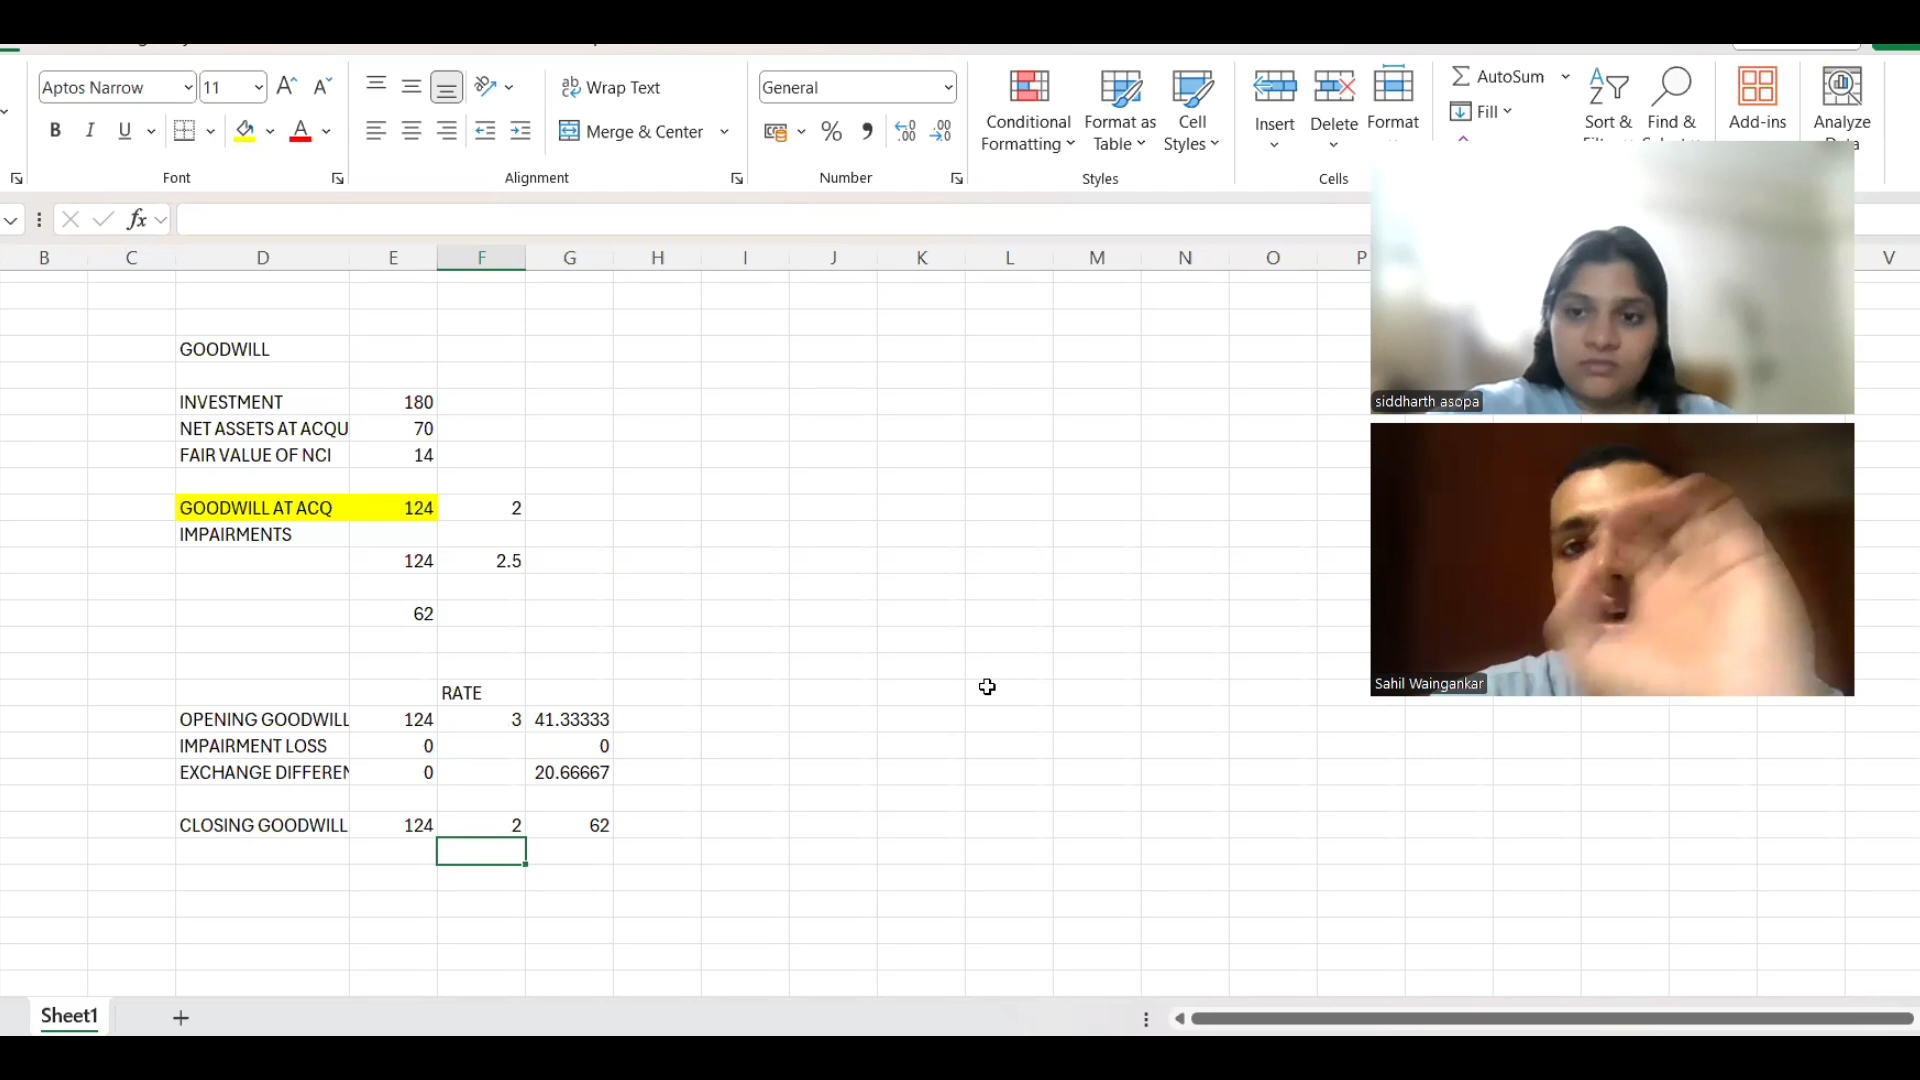 Aptos Narrow 11 Wrap Text General AutoSum
B I U Merge & Center % Conditional Formatting Format as Table Cell Styles Insert Delete Format Fill Sort & Find & Add-ins Analyze
Font Alignment Number Styles Cells
fx
B C D E F G H I J K L M N O P V
GOODWILL
INVESTMENT 180
NET ASSETS AT ACQU 70
FAIR VALUE OF NCI 14
GOODWILL AT ACQ 124 2
IMPAIRMENTS
124 2.5
62
RATE
OPENING GOODWILL 124 3 41.33333
IMPAIRMENT LOSS 0 0
EXCHANGE DIFFEREN 0 20.66667
CLOSING GOODWILL 124 2 62
siddharth asopa
Sahil Waingankar
Sheet1